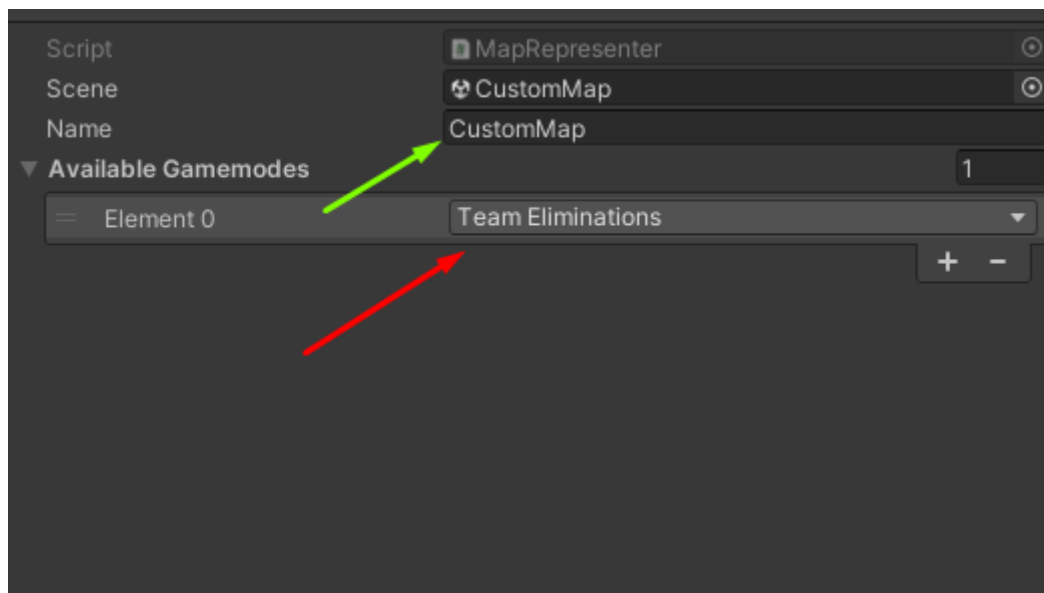 Script MapRepresenter
Scene CustomMap
Name CustomMap
Available Gamemodes 1
Element 0 Team Eliminations
+ -